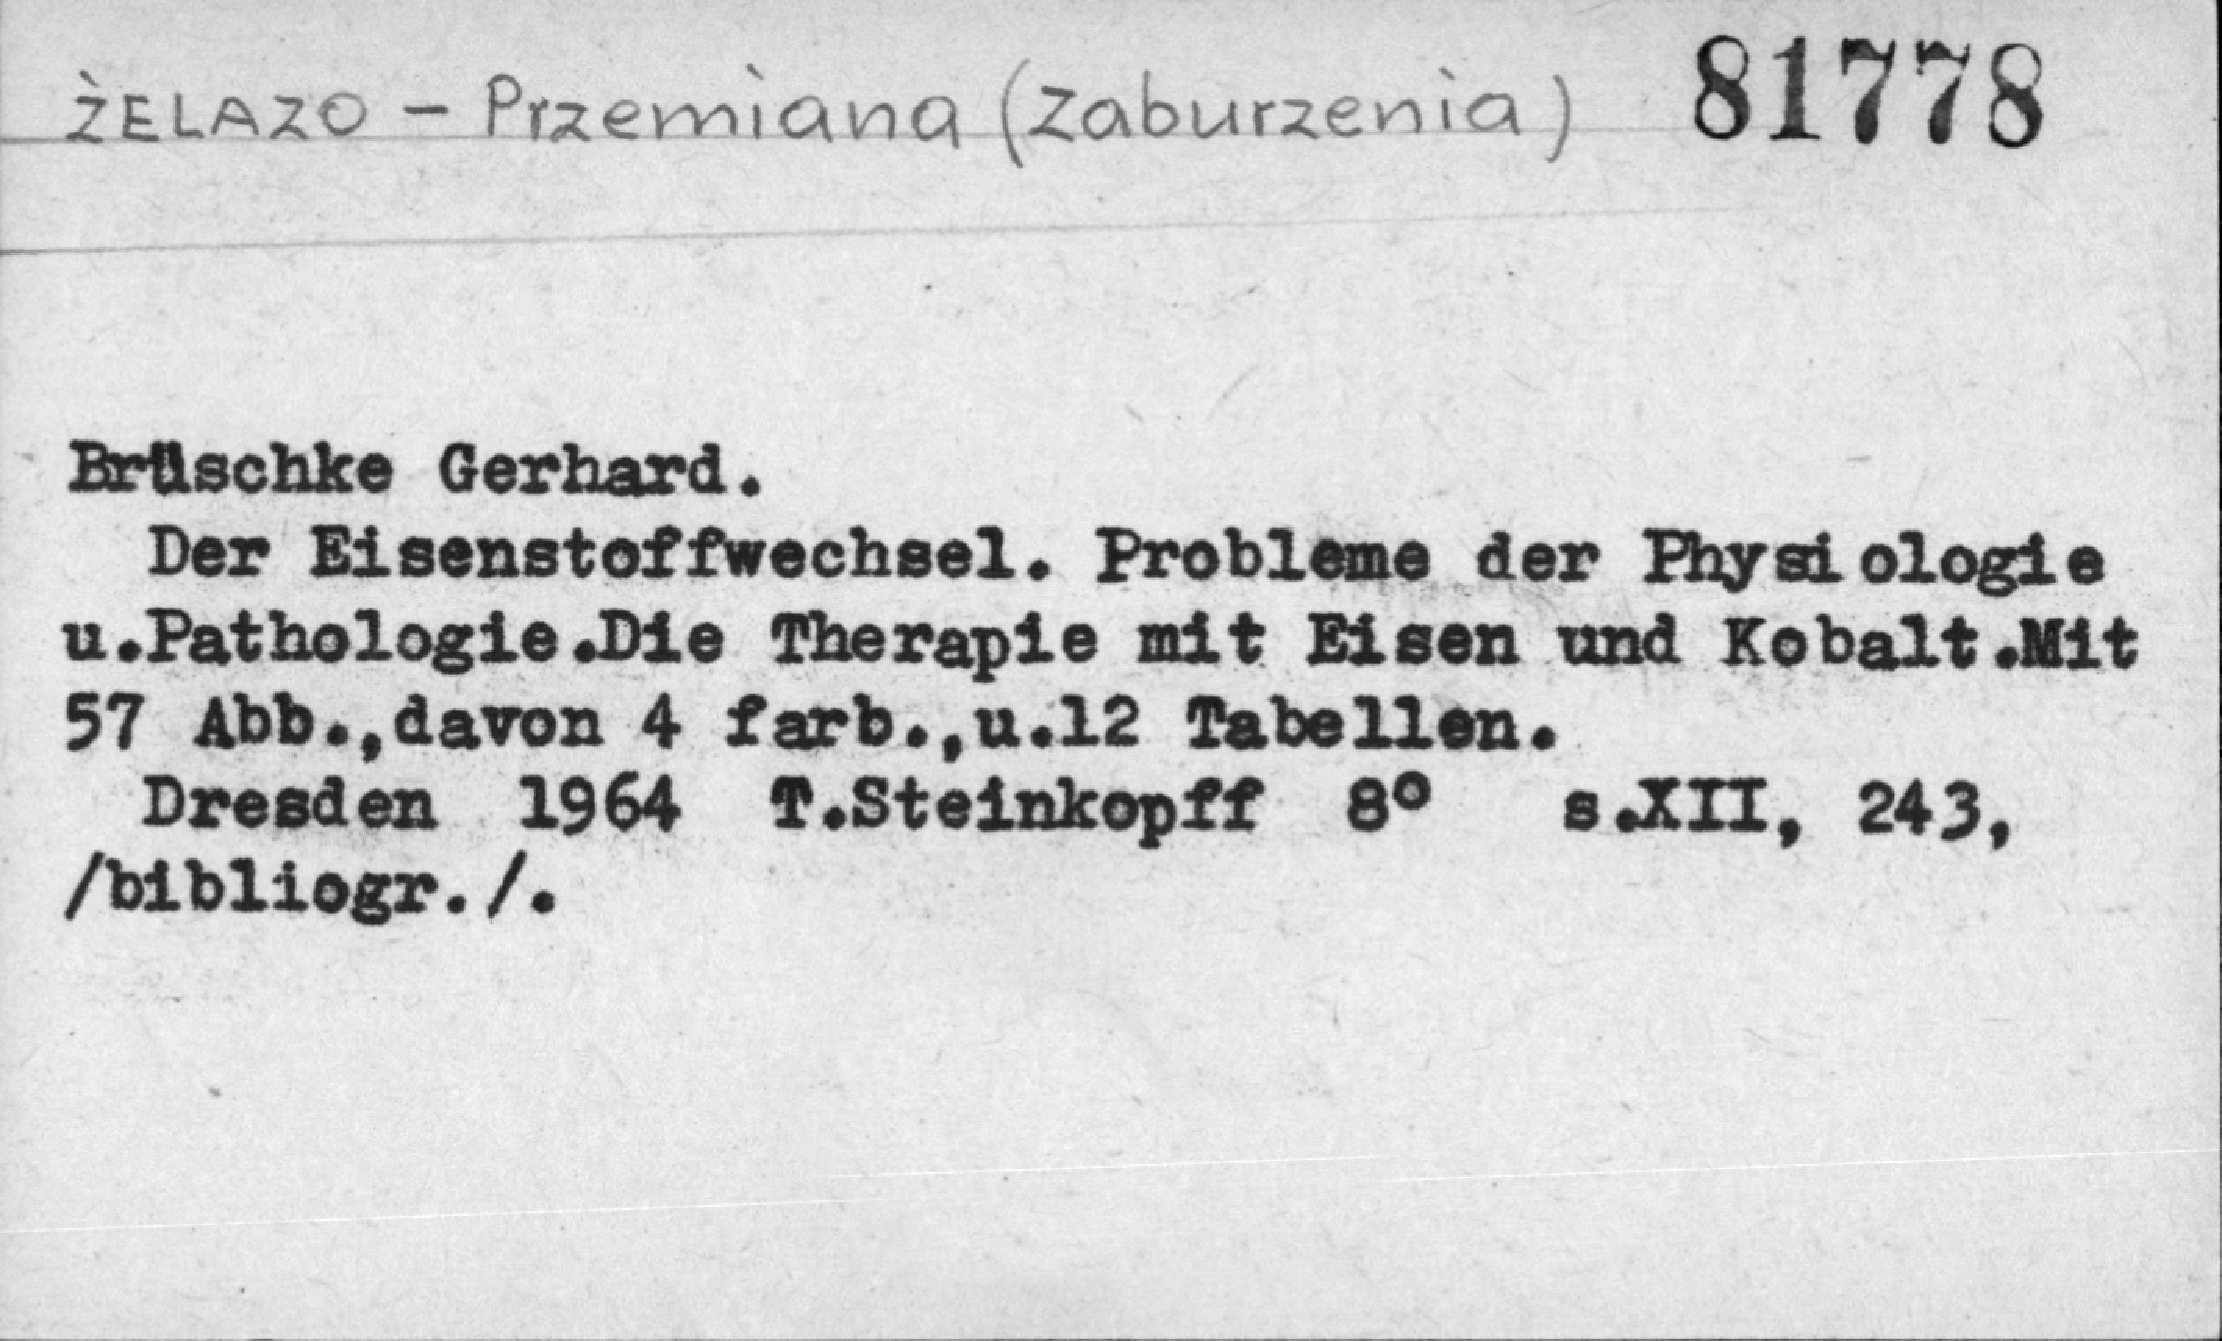 ŻELAZO – Przemiana (Zaburzenia) 81778
Brüschke Gerhard.
Der Eisenstoffwechsel. Probleme der Physiologie
u.Pathologie.Die Therapie mit Eisen und Kobalt.Mit
57 Abb.,davon 4 farb.,u.12 Tabellen.
Dresden 1964 T.Steinkopff 8° s.XII, 243,
/bibliogr./.